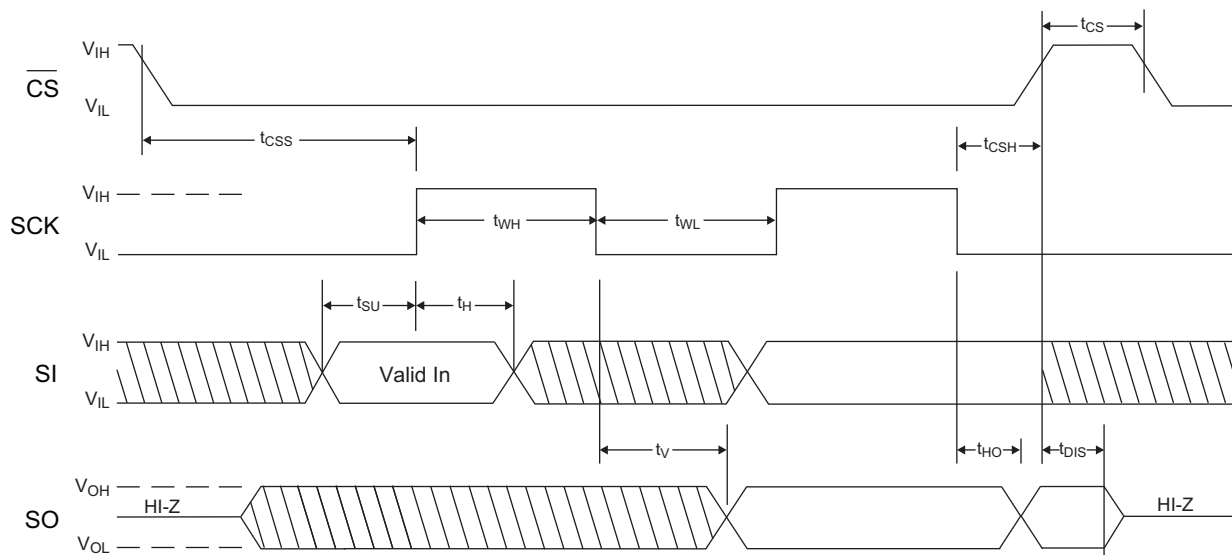 tCS
VIH
CS
VIL
tCSS
tCSH
VIH
SCK
tWH
tWL
VIL
tSU
tH
VIH
SI
Valid In
VIL
tV
tHO
tDIS
VOH
SO
HI-Z
HI-Z
VOL